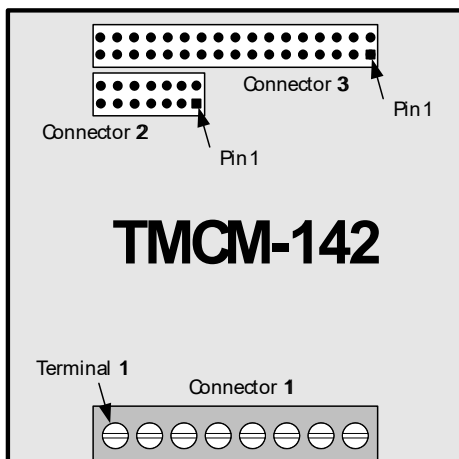 Connector 3
Pin 1
Connector 2
Pin 1
TMCM-142
Terminal 1
Connector 1